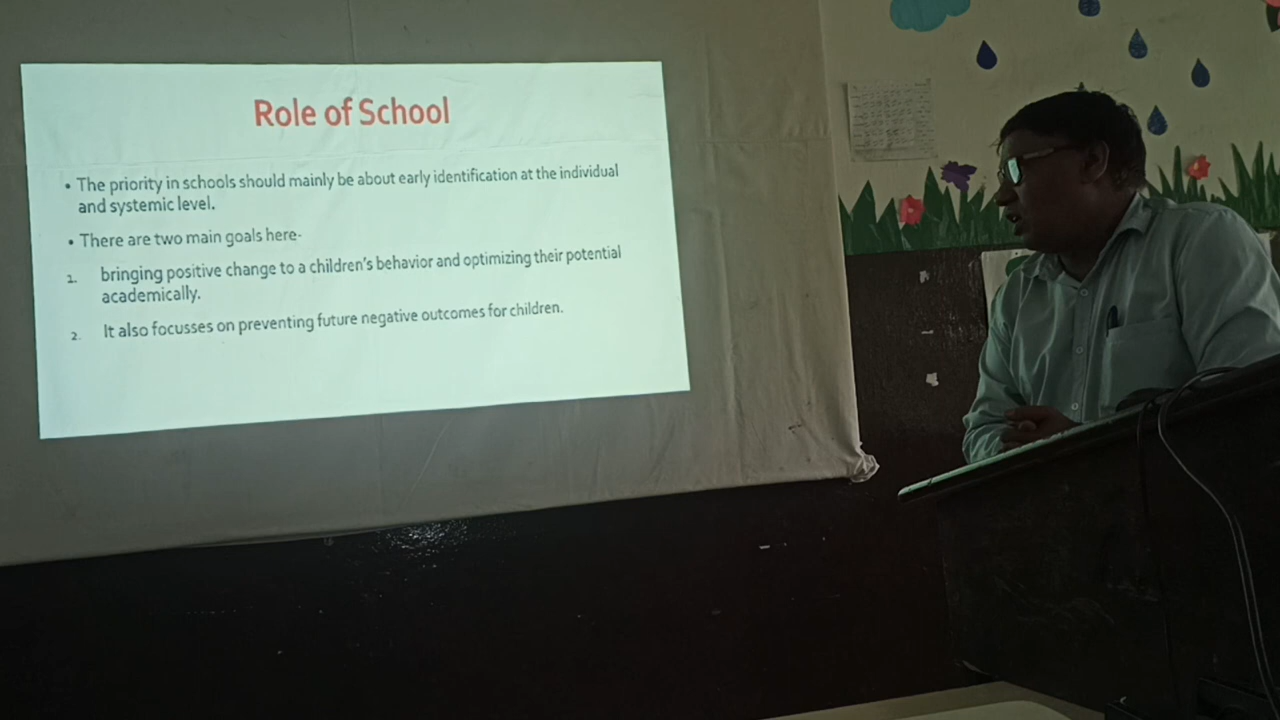 Role of School
• The priority in schools should mainly be about early identification at the individual
and systemic level.
• There are two main goals here-
1. bringing positive change to a children's behavior and optimizing their potential
academically.
2. It also focusses on preventing future negative outcomes for children.